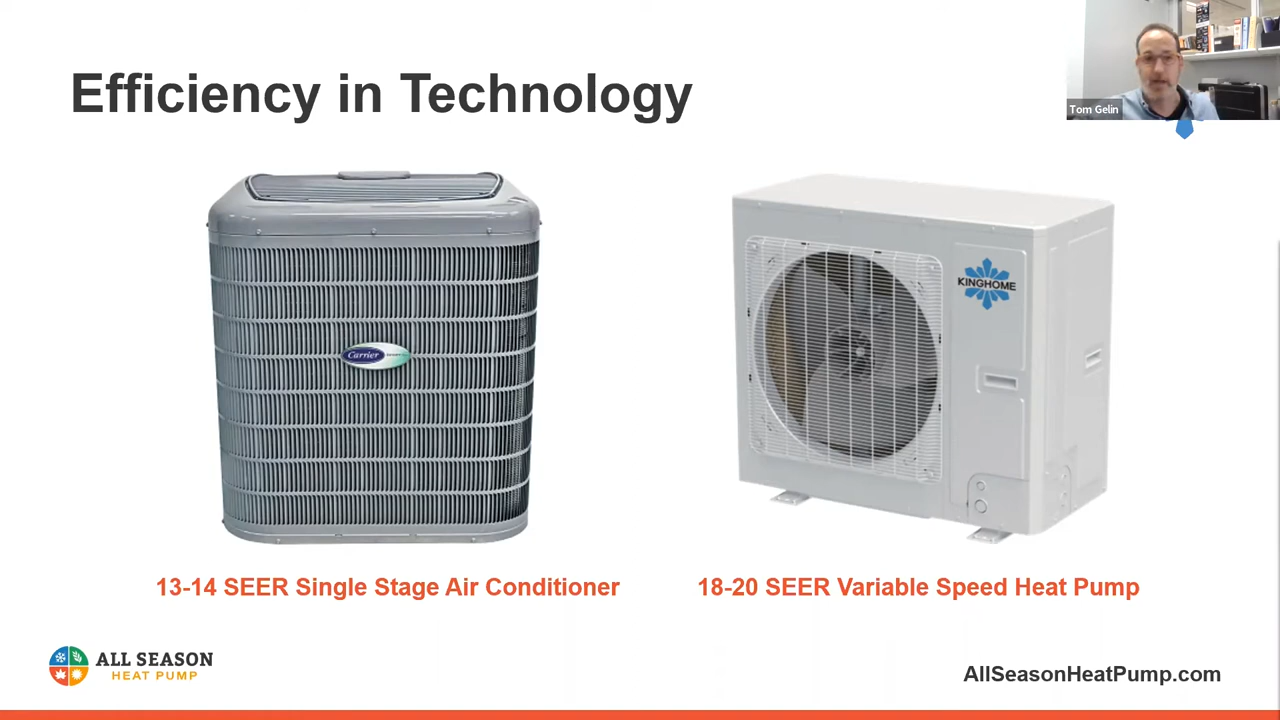 Efficiency in Technology
Tom Gelin
Carrier
KINGHOME
13-14 SEER Single Stage Air Conditioner
18-20 SEER Variable Speed Heat Pump
ALL SEASON
HEAT PUMP
AllSeasonHeatPump.com